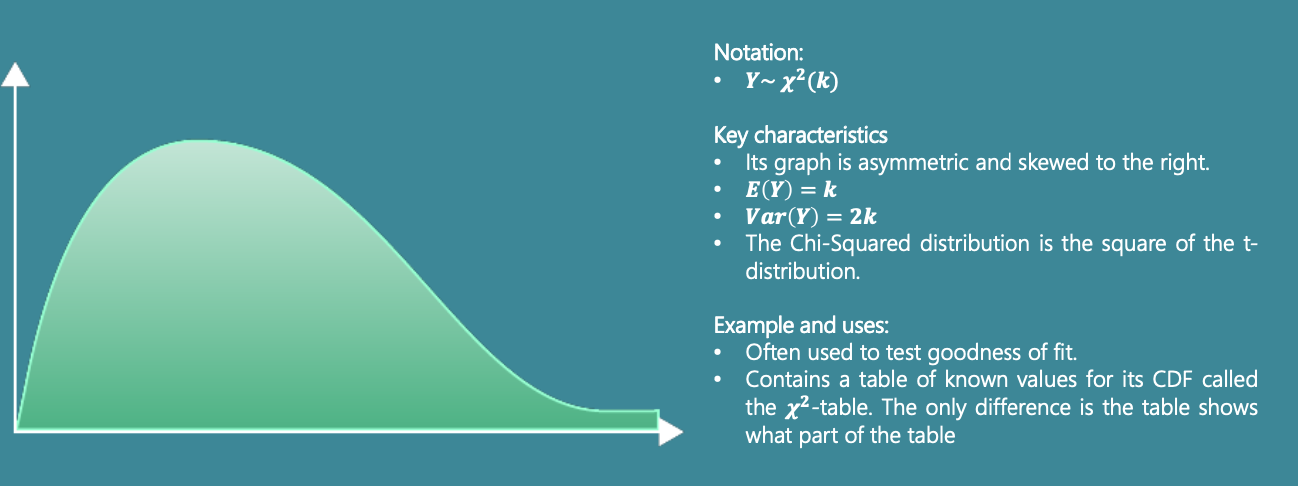 Notation:
• Y~ χ²(k)
Key characteristics
• Its graph is asymmetric and skewed to the right.
• E(Y) = k
• Var(Y) = 2k
• The Chi-Squared distribution is the square of the t-
distribution.
Example and uses:
• Often used to test goodness of fit.
• Contains a table of known values for its CDF called
the χ²-table. The only difference is the table shows
what part of the table